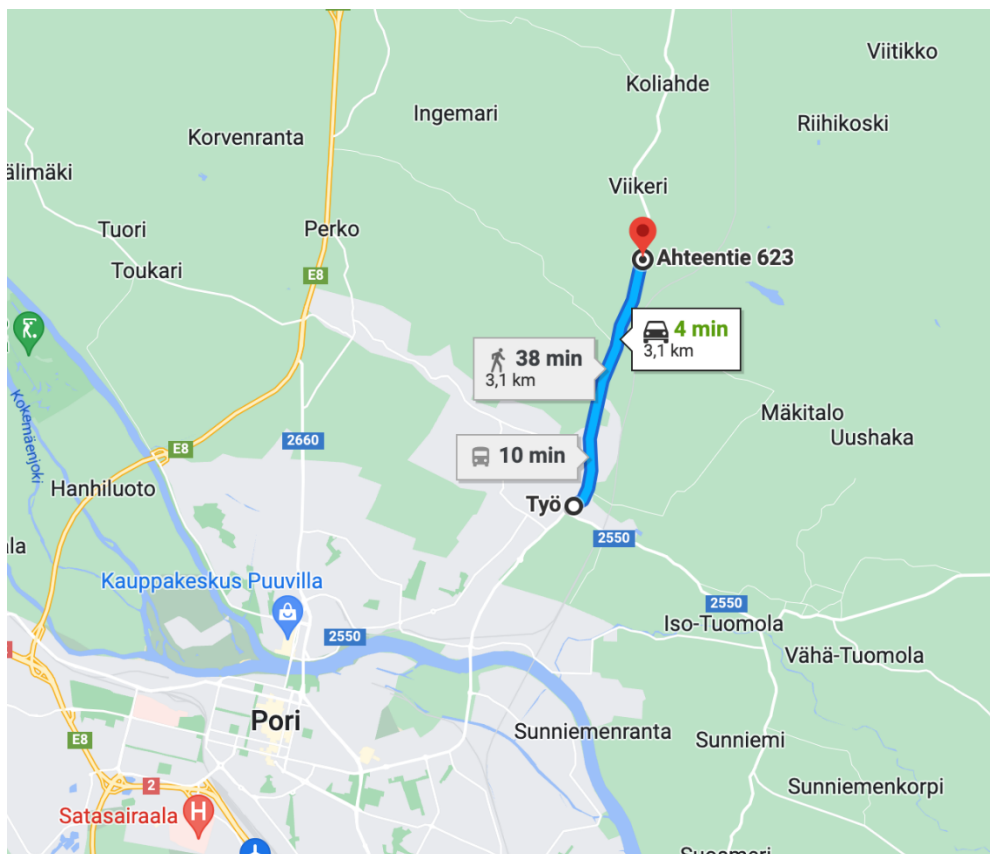 Viitikko
Koliahde
Ingemari
Riihikoski
Korvenranta
älimäki
Viikeri
Tuori
Perko
Toukari
Ahteentie 623
E8
4 min
3,1 km
38 min
3,1 km
Kokemäenjoki
Mäkitalo
Uushaka
2660
E8
10 min
Hanhiluoto
Työ
2550
ala
Kauppakeskus Puuvilla
2550
Iso-Tuomola
2550
Vähä-Tuomola
Pori
Sunniemenranta
Sunniemi
E8
2
Sunniemenkorpi
Satasairaala
H